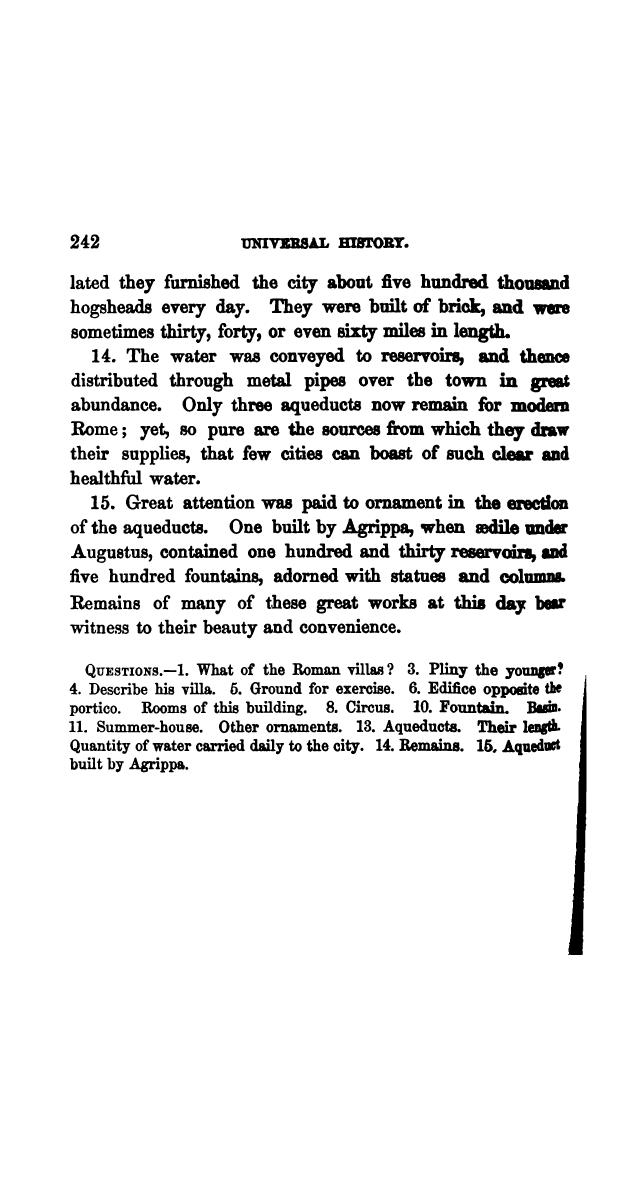 242 UNIVERSAL HISTORY.
lated they furnished the city about five hundred thousand
hogsheads every day. They were built of brick, and were
sometimes thirty, forty, or even sixty miles in length.
14. The water was conveyed to reservoirs, and thence
distributed through metal pipes over the town in great
abundance. Only three aqueducts now remain for modern
Rome; yet, so pure are the sources from which they draw
their supplies, that few cities can boast of such clear and
healthful water.
15. Great attention was paid to ornament in the erection
of the aqueducts. One built by Agrippa, when ædile under
Augustus, contained one hundred and thirty reservoirs, and
five hundred fountains, adorned with statues and columns.
Remains of many of these great works at this day bear
witness to their beauty and convenience.
QUESTIONS.—1. What of the Roman villas? 3. Pliny the younger?
4. Describe his villa. 5. Ground for exercise. 6. Edifice opposite the
portico. Rooms of this building. 8. Circus. 10. Fountain. Basin.
11. Summer-house. Other ornaments. 13. Aqueducts. Their length.
Quantity of water carried daily to the city. 14. Remains. 15. Aqueduct
built by Agrippa.